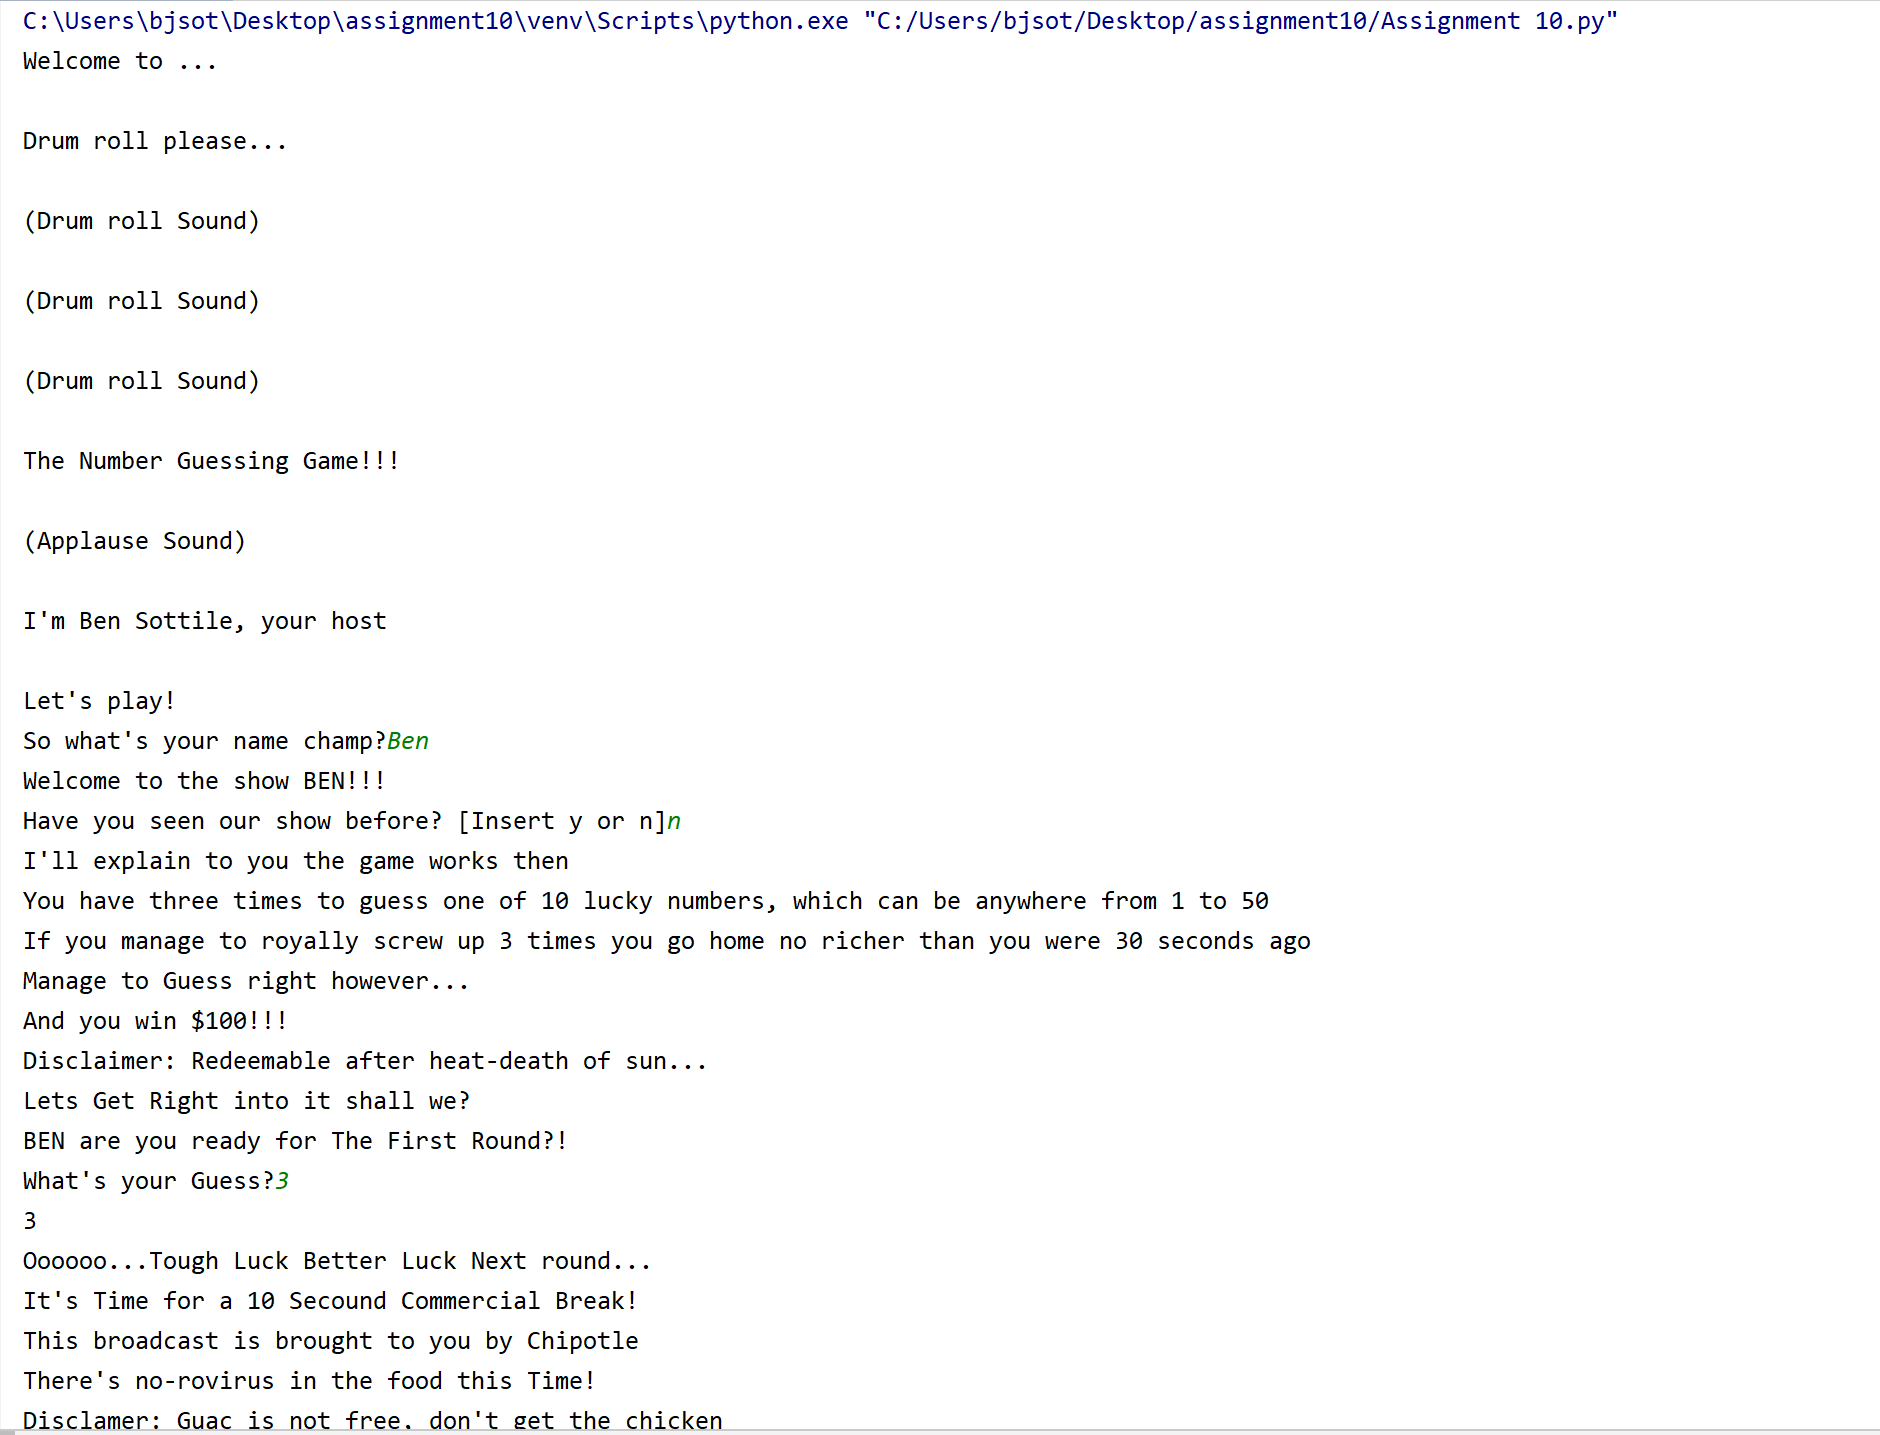 C:\Users\bjsot\Desktop\assignment10\venv\Scripts\python.exe "C:/Users/bjsot/Desktop/assignment10/Assignment 10.py"
Welcome to ...
Drum roll please...
(Drum roll Sound)
(Drum roll Sound)
(Drum roll Sound)
The Number Guessing Game!!!
(Applause Sound)
I'm Ben Sottile, your host
Let's play!
So what's your name champ?Ben
Welcome to the show BEN!!!
Have you seen our show before? [Insert y or n]n
I'll explain to you the game works then
You have three times to guess one of 10 lucky numbers, which can be anywhere from 1 to 50
If you manage to royally screw up 3 times you go home no richer than you were 30 seconds ago
Manage to Guess right however...
And you win $100!!!
Disclaimer: Redeemable after heat-death of sun...
Lets Get Right into it shall we?
BEN are you ready for The First Round?!
What's your Guess?3
3
Oooooo...Tough Luck Better Luck Next round...
It's Time for a 10 Secound Commercial Break!
This broadcast is brought to you by Chipotle
There's no-rovirus in the food this Time!
Disclamer: Guac is not free, don't get the chicken